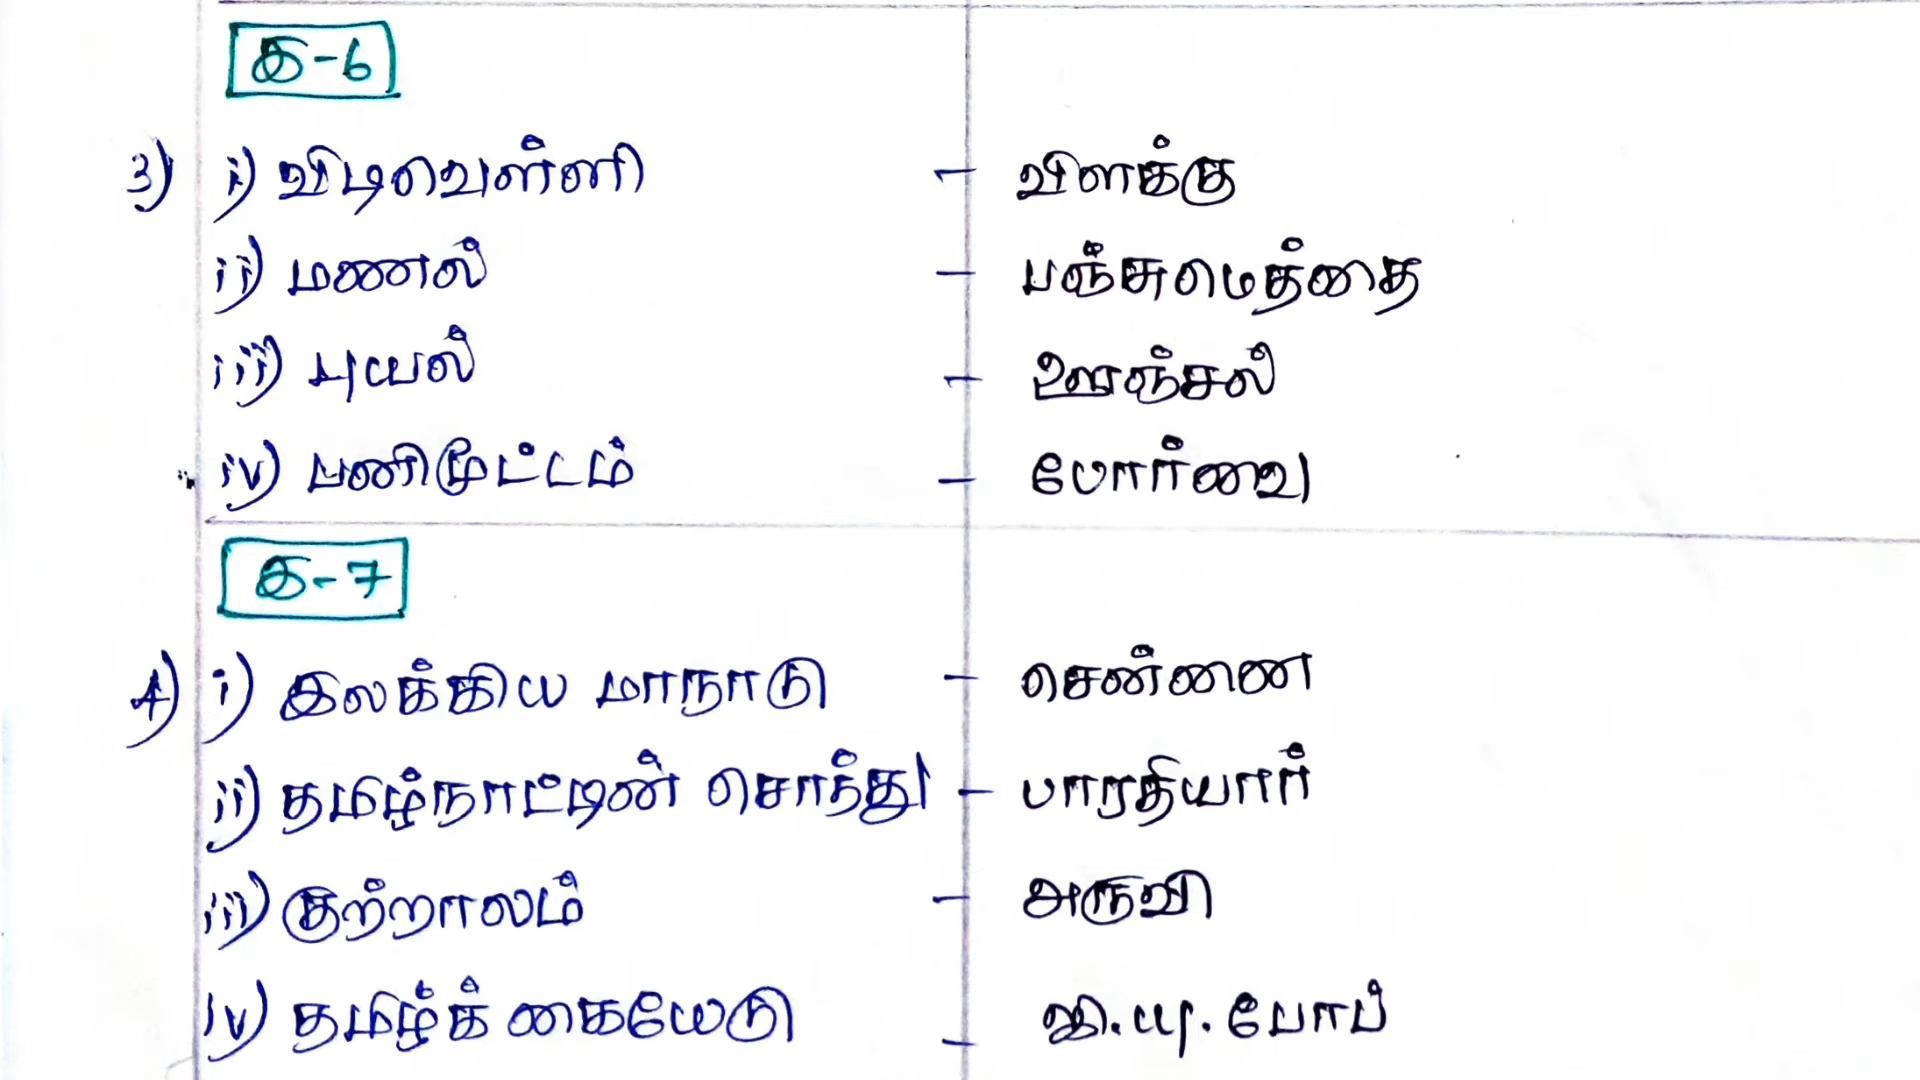 இ-6
3) i) விடிவெள்ளி - விளக்கு
ii) மணல் - பஞ்சுமெத்தை
iii) புயல் - ஊஞ்சல்
iv) பனிமூட்டம் - போர்வை
இ-7
4) i) இலக்கிய மாநாடு - சென்னை
ii) தமிழ்நாட்டின் சொத்து - பாரதியார்
iii) குற்றாலம் - அருவி
iv) தமிழ்க் கையேடு - ஜி.யு.போப்